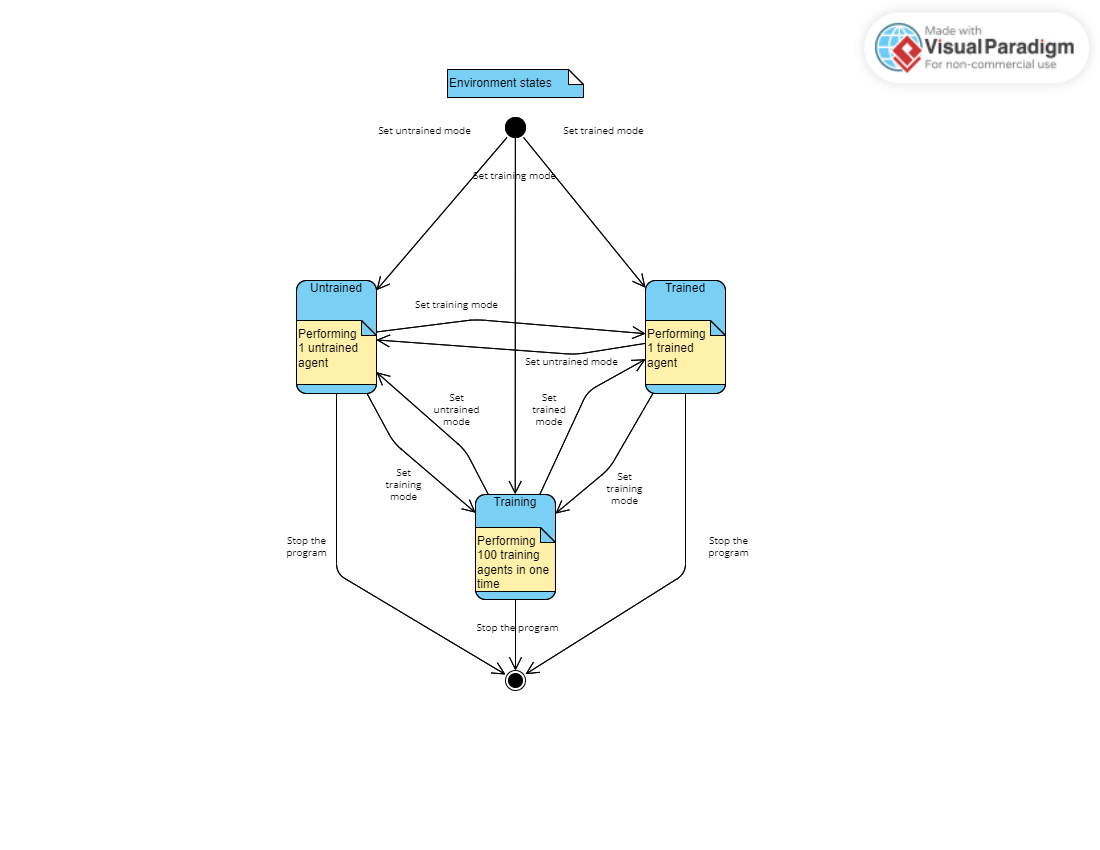 Made with
Visual Paradigm
For non-commercial use
Environment states
Set untrained mode
Set trained mode
Set training mode
Untrained
Trained
Set training mode
Performing
1 untrained
agent
Performing
1 trained
agent
Set untrained mode
Set
untrained
mode
Set
trained
mode
Set
training
mode
Set
training
mode
Training
Performing
100 training
agents in one
time
Stop the
program
Stop the
program
Stop the program